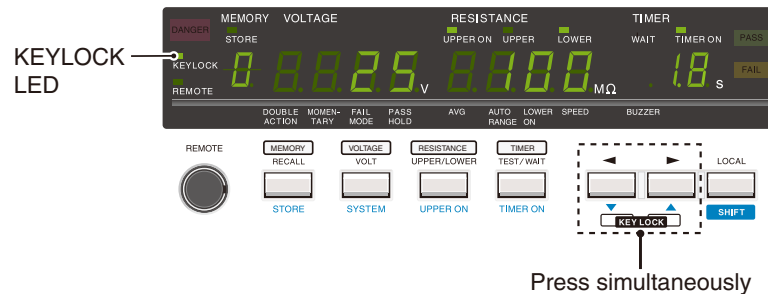 MEMORY VOLTAGE RESISTANCE TIMER
DANGER STORE UPPER ON UPPER LOWER WAIT TIMER ON PASS
KEYLOCK
LED
KEYLOCK 0 25 V 100 MΩ 1.8 s FAIL
REMOTE
DOUBLE ACTION MOMEN-TARY FAIL MODE PASS HOLD AVG AUTO RANGE LOWER ON SPEED BUZZER
REMOTE MEMORY VOLTAGE RESISTANCE TIMER ◄ ► LOCAL
RECALL VOLT UPPER/LOWER TEST/WAIT
STORE SYSTEM UPPER ON TIMER ON ▼ ▲ SHIFT
KEY LOCK
Press simultaneously